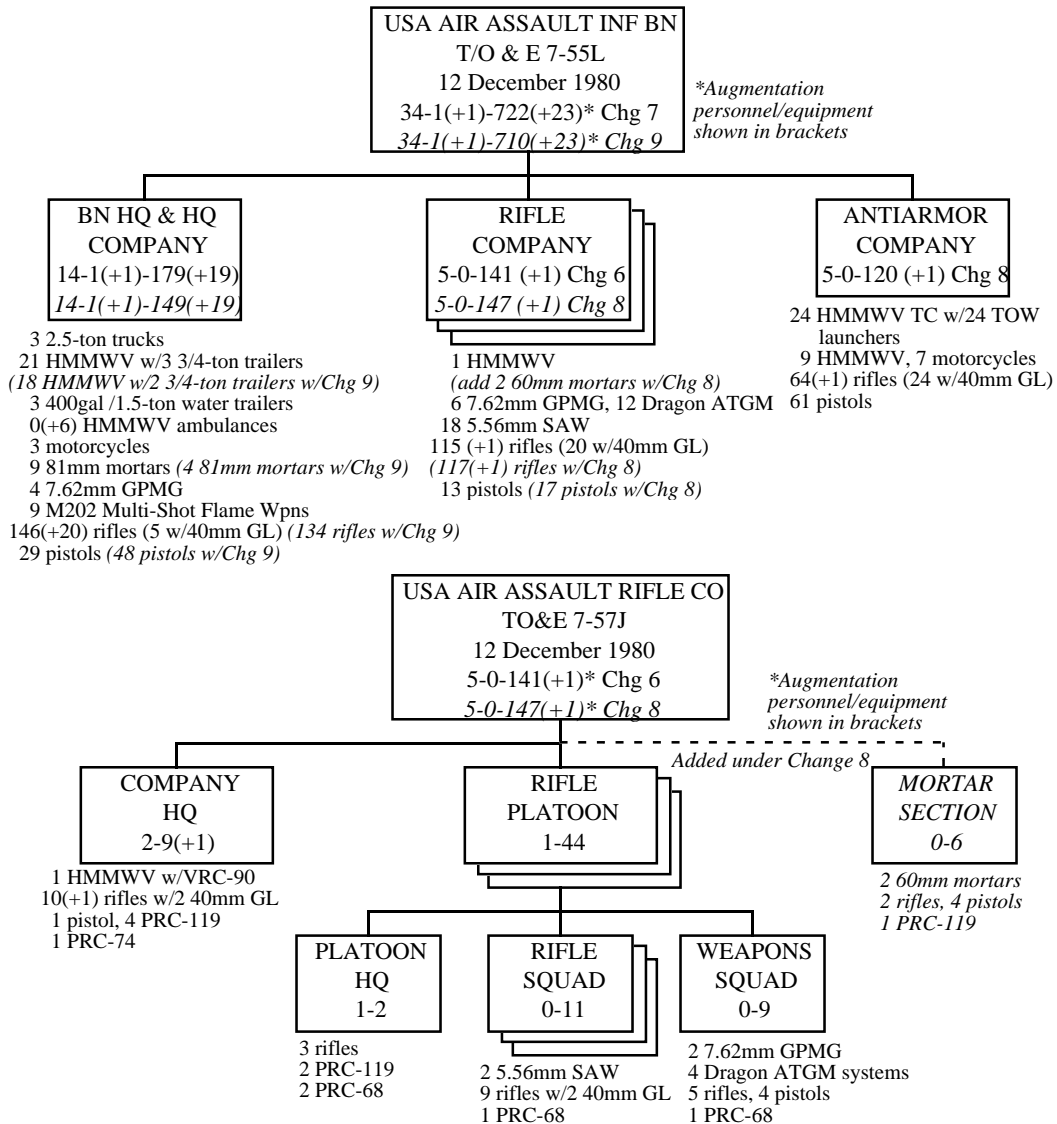 USA AIR ASSAULT INF BN
T/O & E 7-55L
12 December 1980
34-1(+1)-722(+23)* Chg 7
34-1(+1)-710(+23)* Chg 9
*Augmentation
personnel/equipment
shown in brackets
BN HQ & HQ
COMPANY
14-1(+1)-179(+19)
14-1(+1)-149(+19)
3 2.5-ton trucks
21 HMMWV w/3 3/4-ton trailers
(18 HMMWV w/2 3/4-ton trailers w/Chg 9)
3 400gal /1.5-ton water trailers
0(+6) HMMWV ambulances
3 motorcycles
9 81mm mortars (4 81mm mortars w/Chg 9)
4 7.62mm GPMG
9 M202 Multi-Shot Flame Wpns
146(+20) rifles (5 w/40mm GL) (134 rifles w/Chg 9)
29 pistols (48 pistols w/Chg 9)
RIFLE
COMPANY
5-0-141 (+1) Chg 6
5-0-147 (+1) Chg 8
1 HMMWV
(add 2 60mm mortars w/Chg 8)
6 7.62mm GPMG, 12 Dragon ATGM
18 5.56mm SAW
115 (+1) rifles (20 w/40mm GL)
(117(+1) rifles w/Chg 8)
13 pistols (17 pistols w/Chg 8)
ANTIARMOR
COMPANY
5-0-120 (+1) Chg 8
24 HMMWV TC w/24 TOW
launchers
9 HMMWV, 7 motorcycles
64(+1) rifles (24 w/40mm GL)
61 pistols
USA AIR ASSAULT RIFLE CO
TO&E 7-57J
12 December 1980
5-0-141(+1)* Chg 6
5-0-147(+1)* Chg 8
*Augmentation
personnel/equipment
shown in brackets
Added under Change 8
COMPANY
HQ
2-9(+1)
1 HMMWV w/VRC-90
10(+1) rifles w/2 40mm GL
1 pistol, 4 PRC-119
1 PRC-74
RIFLE
PLATOON
1-44
MORTAR
SECTION
0-6
2 60mm mortars
2 rifles, 4 pistols
1 PRC-119
PLATOON
HQ
1-2
3 rifles
2 PRC-119
2 PRC-68
RIFLE
SQUAD
0-11
2 5.56mm SAW
9 rifles w/2 40mm GL
1 PRC-68
WEAPONS
SQUAD
0-9
2 7.62mm GPMG
4 Dragon ATGM systems
5 rifles, 4 pistols
1 PRC-68